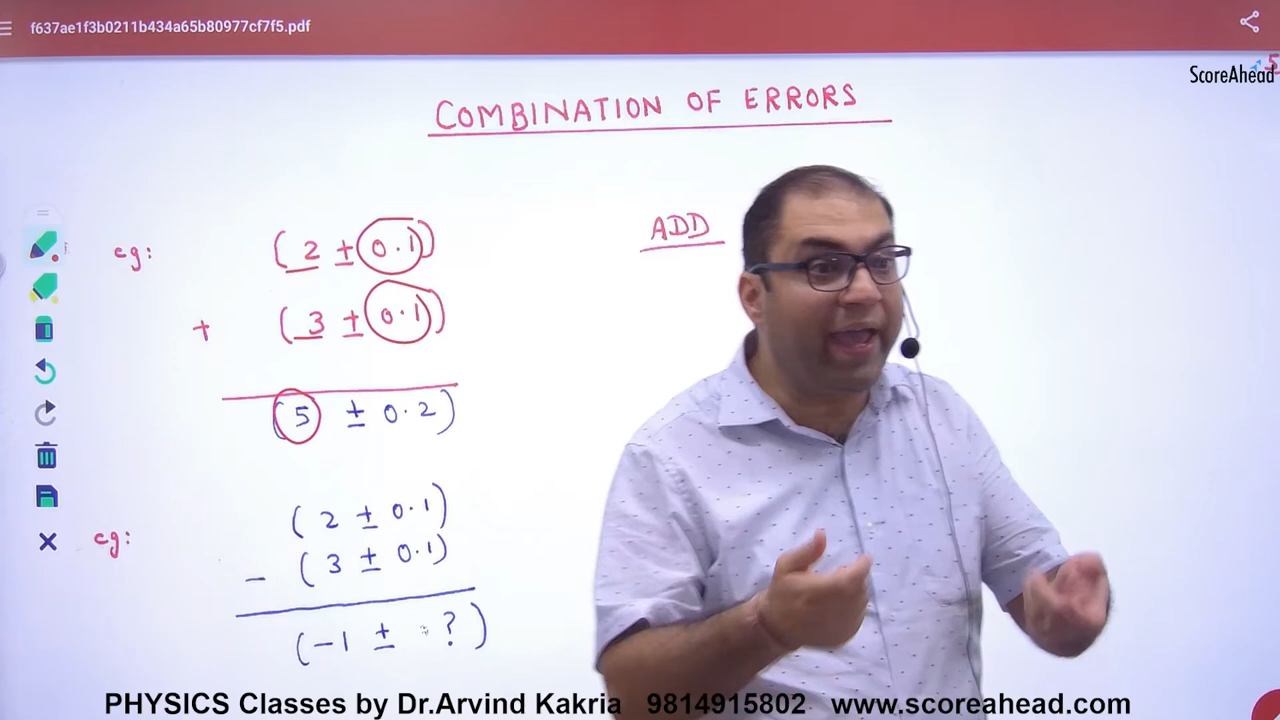 f637ae1f3b0211b434a65b80977cf7f5.pdf
5
ScoreAhead
COMBINATION OF ERRORS
ADD
eg: (2 ± 0.1)
+ (3 ± 0.1)
(5 ± 0.2)
eg: (2 ± 0.1)
- (3 ± 0.1)
(-1 ± ?)
PHYSICS Classes by Dr.Arvind Kakria 9814915802 www.scoreahead.com